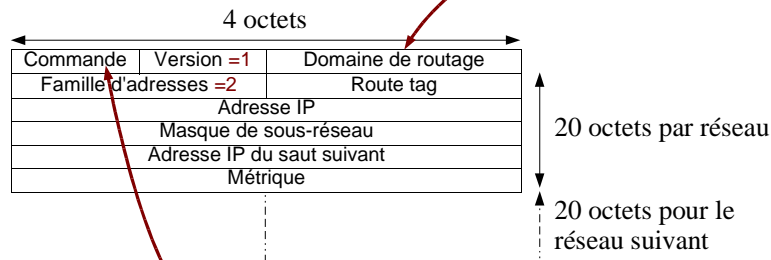 4 octets
Commande Version =1 Domaine de routage
Famille d'adresses =2 Route tag
Adresse IP
Masque de sous-réseau
20 octets par réseau
Adresse IP du saut suivant
Métrique
20 octets pour le
réseau suivant